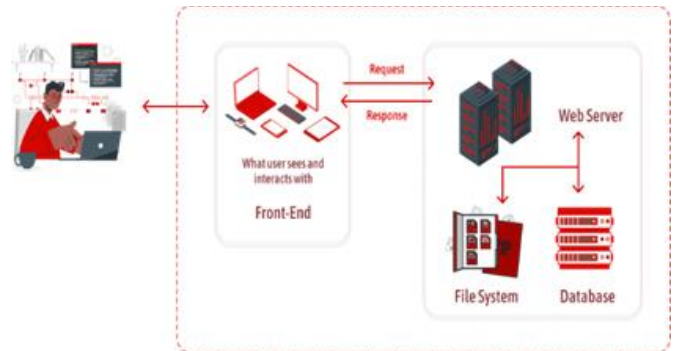 Request
Response
Web Server
What user sees and
interacts with
Front-End
File System
Database